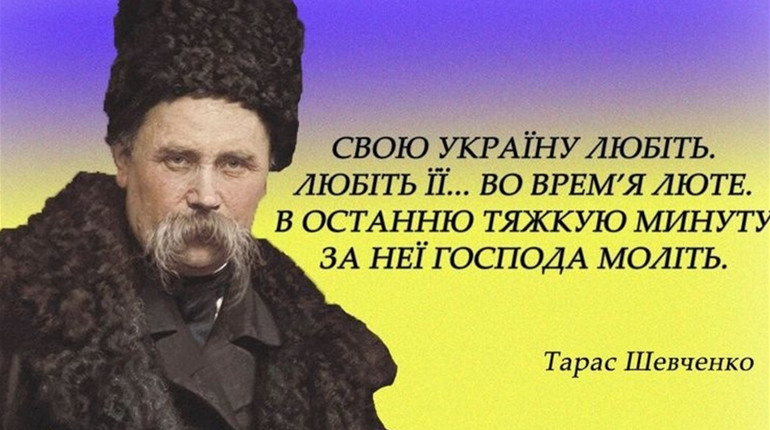 СВОЮ УКРАЇНУ ЛЮБІТЬ.
ЛЮБІТЬ ЇЇ... ВО ВРЕМ'Я ЛЮТЕ.
В ОСТАННЮ ТЯЖКУЮ МИНУТУ
ЗА НЕЇ ГОСПОДА МОЛІТЬ.
Тарас Шевченко